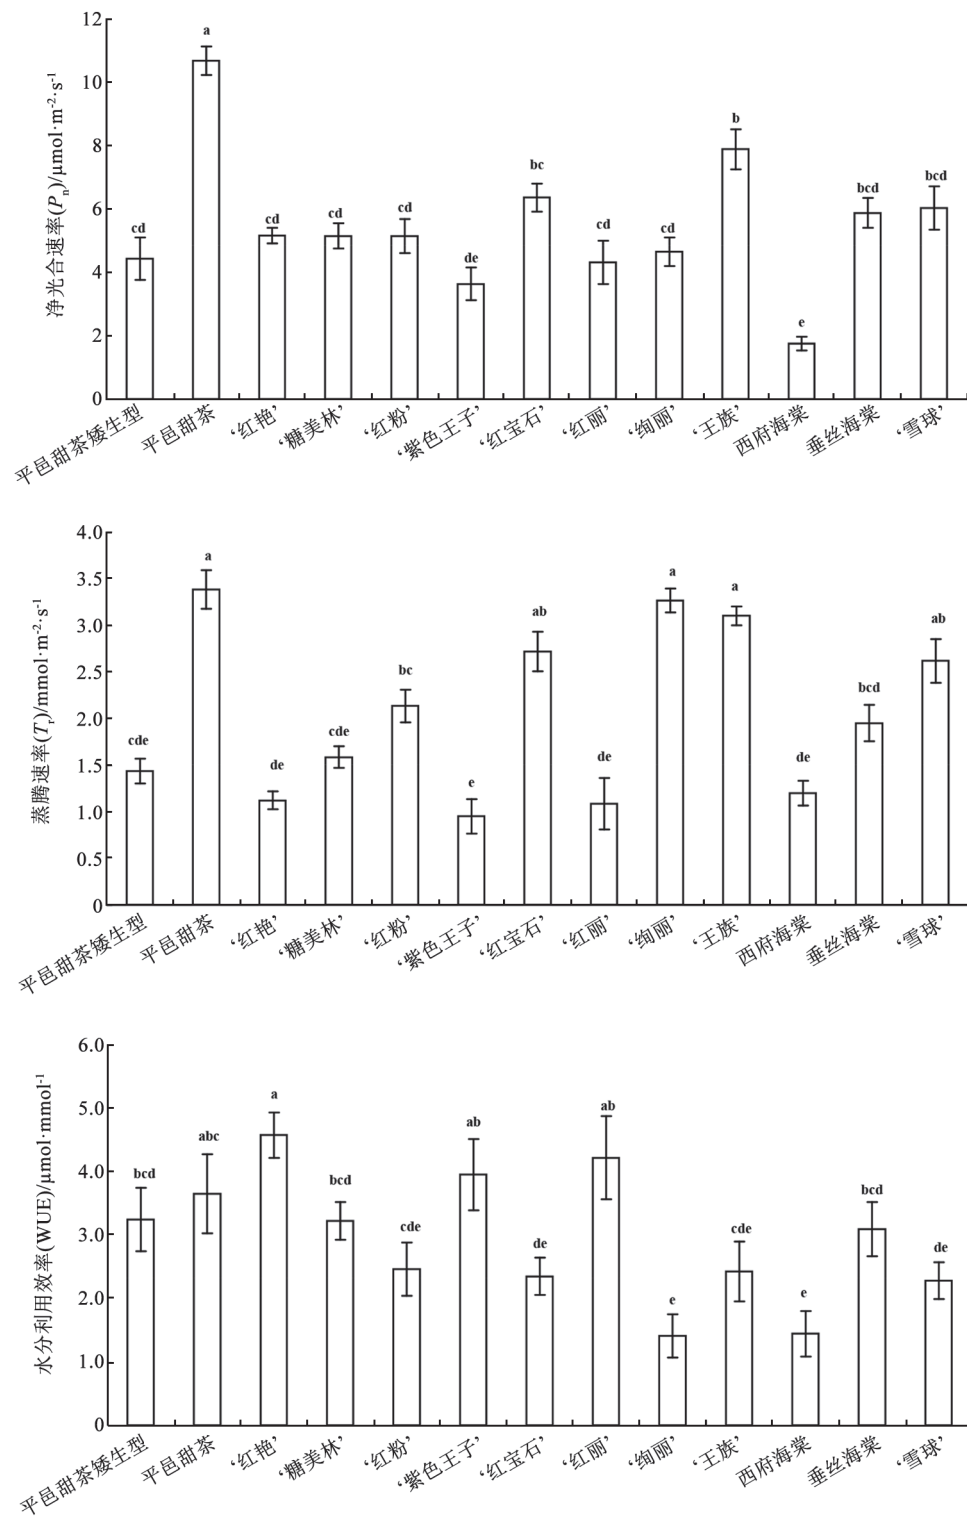 净光合速率(Pn)/μmol·m-2·s-1
12
10
8
6
4
2
0
cd
a
cd
cd
cd
de
bc
cd
cd
b
e
bcd
bcd
平邑甜茶矮生型
平邑甜茶
‘红艳’
‘糖美林’
‘红粉’
‘紫色王子’
‘红宝石’
‘红丽’
‘绚丽’
‘王族’
西府海棠
垂丝海棠
‘雪球’
蒸腾速率(Tr)/mmol·m-2·s-1
4.0
3.5
3.0
2.5
2.0
1.5
1.0
0.5
0
cde
a
de
cde
bc
e
ab
de
a
a
de
bcd
ab
平邑甜茶矮生型
平邑甜茶
‘红艳’
‘糖美林’
‘红粉’
‘紫色王子’
‘红宝石’
‘红丽’
‘绚丽’
‘王族’
西府海棠
垂丝海棠
‘雪球’
水分利用效率(WUE)/μmol·mmol-1
6.0
5.0
4.0
3.0
2.0
1.0
0
bcd
abc
a
bcd
cde
ab
de
ab
e
cde
e
bcd
de
平邑甜茶矮生型
平邑甜茶
‘红艳’
‘糖美林’
‘红粉’
‘紫色王子’
‘红宝石’
‘红丽’
‘绚丽’
‘王族’
西府海棠
垂丝海棠
‘雪球’